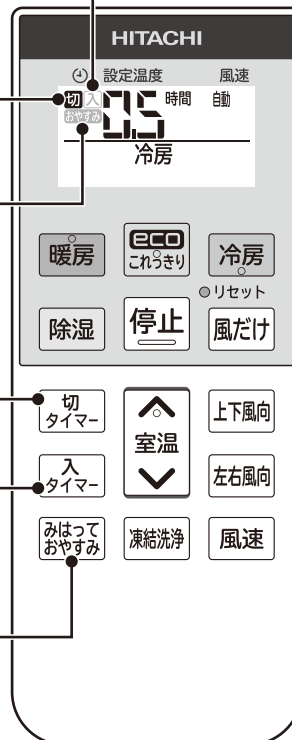 HITACHI
設定温度 風速
切 入 0.5 時間 自動
おやすみ
冷房
暖房 eco これっきり 冷房
リセット
除湿 停止 風だけ
切タイマー 室温 上下風向
入タイマー 左右風向
みはっておやすみ 凍結洗浄 風速